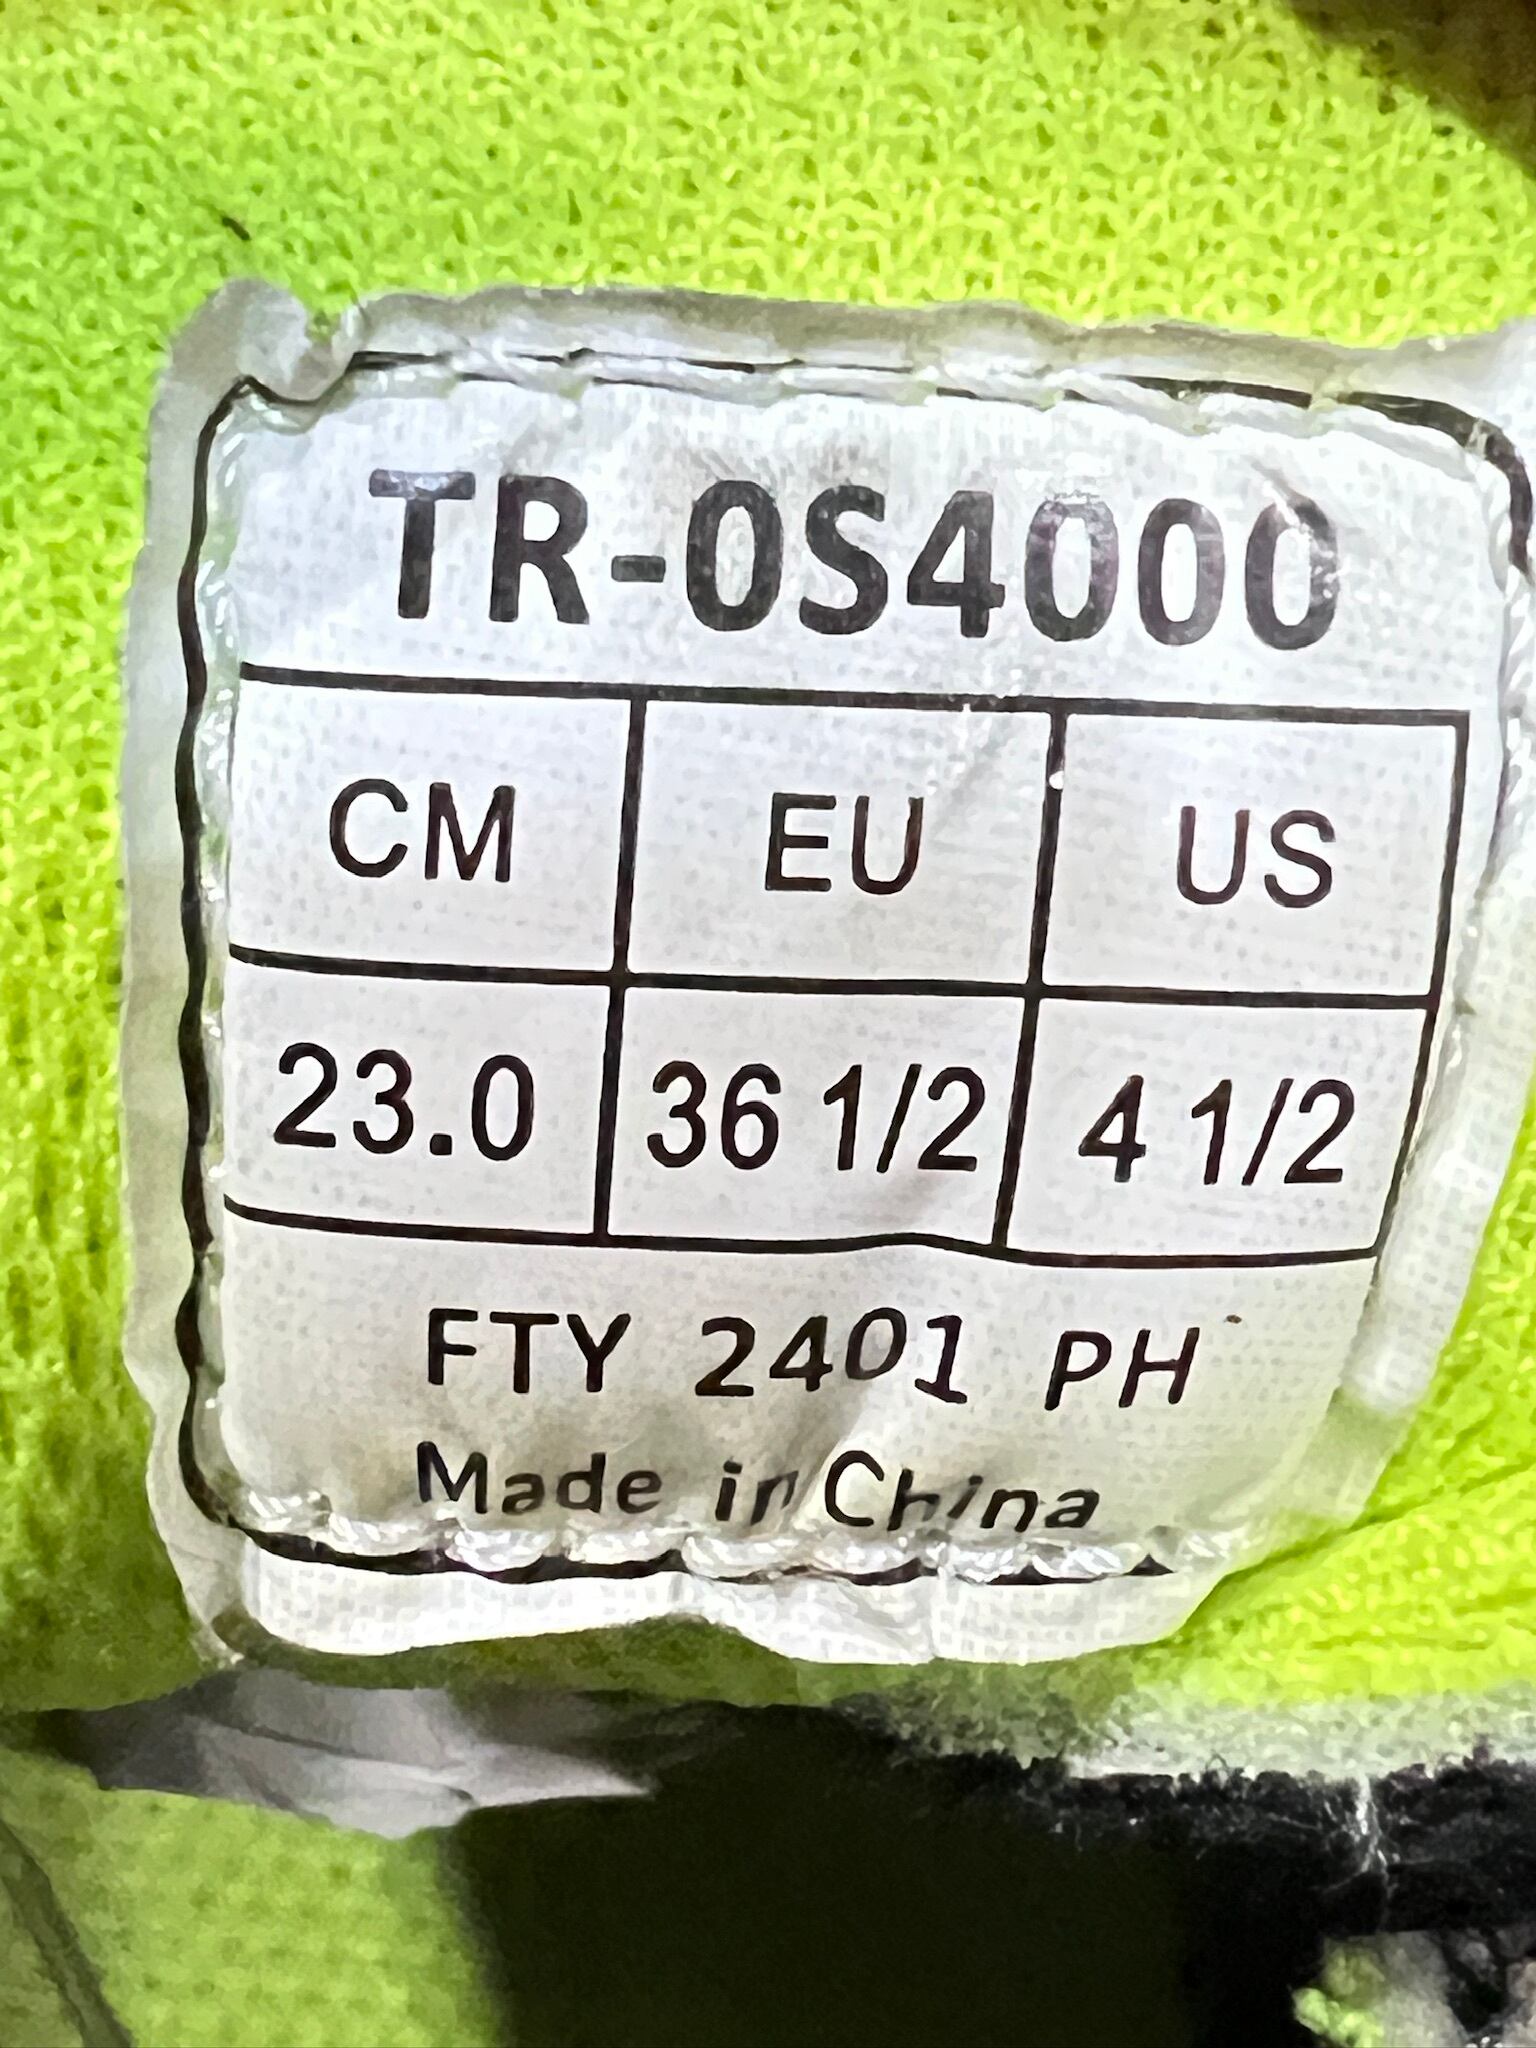 TR-0S4000
CM EU US
23.0 36 1/2 4 1/2
FTY 2401 PH
Made in China